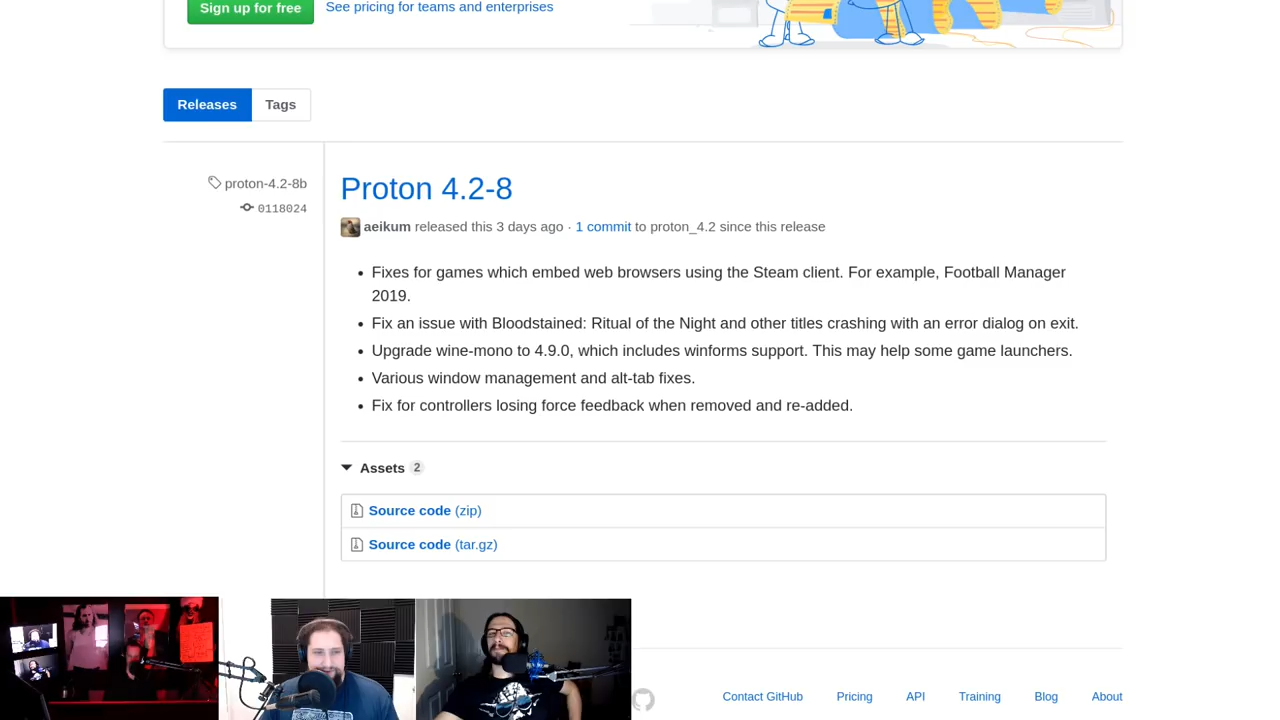 Sign up for free
See pricing for teams and enterprises
Releases
Tags
proton-4.2-8b
0118024
Proton 4.2-8
aeikum released this 3 days ago · 1 commit to proton_4.2 since this release
Fixes for games which embed web browsers using the Steam client. For example, Football Manager
2019.
Fix an issue with Bloodstained: Ritual of the Night and other titles crashing with an error dialog on exit.
Upgrade wine-mono to 4.9.0, which includes winforms support. This may help some game launchers.
Various window management and alt-tab fixes.
Fix for controllers losing force feedback when removed and re-added.
Assets 2
Source code (zip)
Source code (tar.gz)
Contact GitHub
Pricing
API
Training
Blog
About